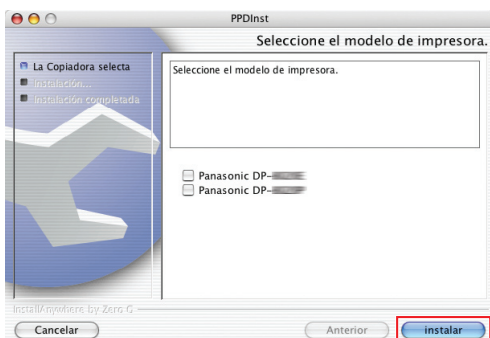 PPDInst
Seleccione el modelo de impresora.
La Copiadora selecta
Instalación...
Instalación completada
Seleccione el modelo de impresora.
Panasonic DP-
Panasonic DP-
InstallAnywhere by Zero G
Cancelar
Anterior
instalar